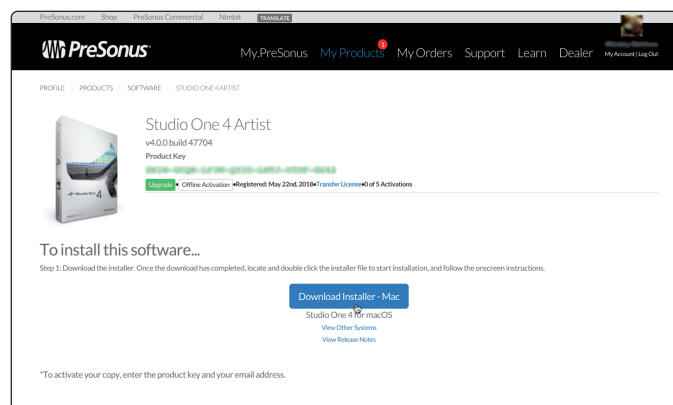 PreSonus.com Shop PreSonus Commercial Nimbit TRANSLATE
PreSonus My.PreSonus My Products 1 My Orders Support Learn Dealer My Account | Log Out
PROFILE PRODUCTS SOFTWARE STUDIO ONE 4 ARTIST
Studio One 4 Artist
v4.0.0 build 47704
Product Key
Upgrade • Offline Activation •Registered: May 22nd, 2018•Transfer License•0 of 5 Activations
Studio One 4
To install this software...
Step 1: Download the installer. Once the download has completed, locate and double click the installer file to start installation, and follow the onscreen instructions.
Download Installer - Mac
Studio One 4 for macOS
View Other Systems
View Release Notes
*To activate your copy, enter the product key and your email address.